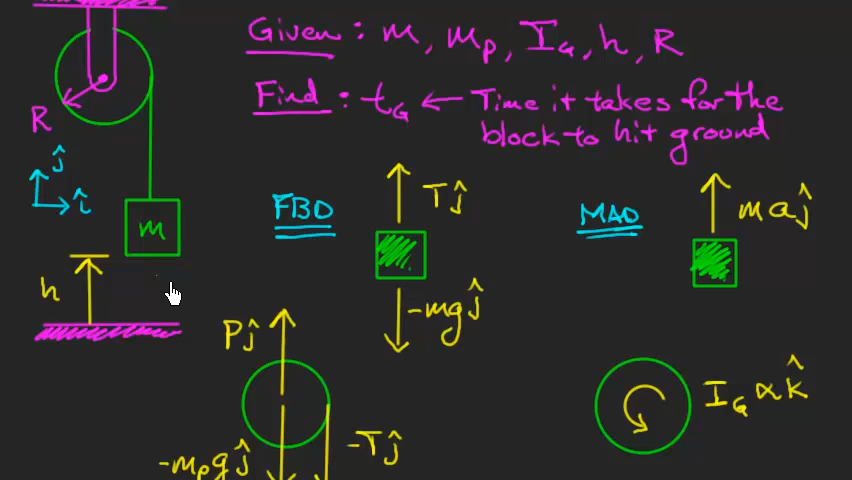 Given: m, mp, IG, h, R
Find: tG ← Time it takes for the
block to hit ground
R
ĵ
î
m
h
FBD
Tĵ
-mgĵ
MAD
maĵ
Pĵ
-mpgĵ
-Tĵ
IG∝k̂